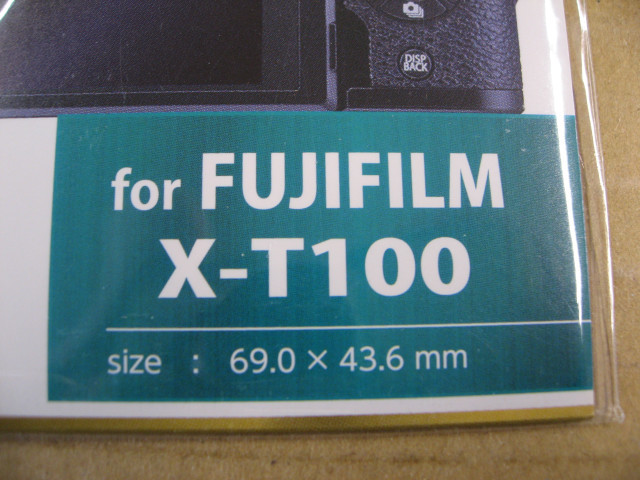 DISP
BACK
for FUJIFILM
X-T100
size : 69.0 × 43.6 mm